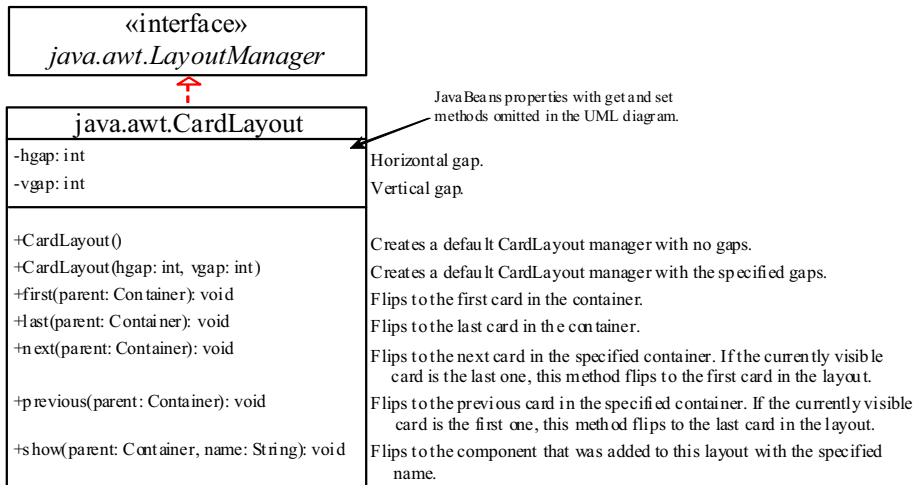 «interface»
java.awt.LayoutManager
JavaBeans properties with get and set
methods omitted in the UML diagram.
java.awt.CardLayout
-hgap: int
Horizontal gap.
-vgap: int
Vertical gap.
+CardLayout()
Creates a default CardLayout manager with no gaps.
+CardLayout(hgap: int, vgap: int)
Creates a default CardLayout manager with the specified gaps.
+first(parent: Container): void
Flips to the first card in the container.
+last(parent: Container): void
Flips to the last card in the container.
+next(parent: Container): void
Flips to the next card in the specified container. If the currently visible
card is the last one, this method flips to the first card in the layout.
+previous(parent: Container): void
Flips to the previous card in the specified container. If the currently visible
card is the first one, this method flips to the last card in the layout.
+show(parent: Container, name: String): void
Flips to the component that was added to this layout with the specified
name.